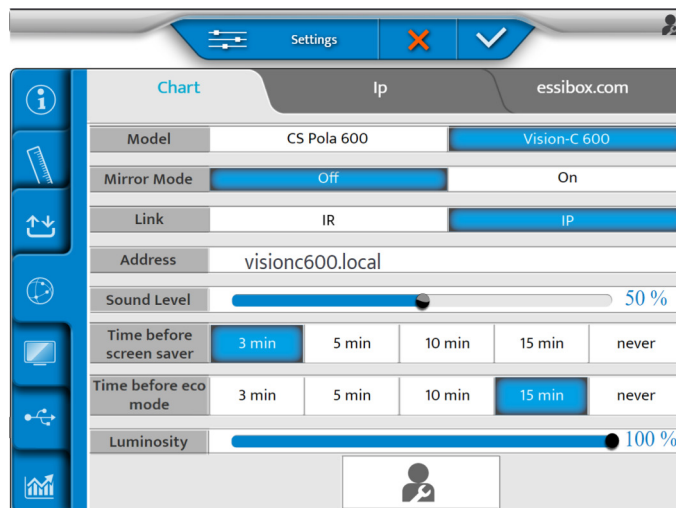 Settings
Chart Ip essibox.com
Model CS Pola 600 Vision-C 600
Mirror Mode Off On
Link IR IP
Address visionc600.local
Sound Level 50 %
Time before
screen saver 3 min 5 min 10 min 15 min never
Time before eco
mode 3 min 5 min 10 min 15 min never
Luminosity 100 %